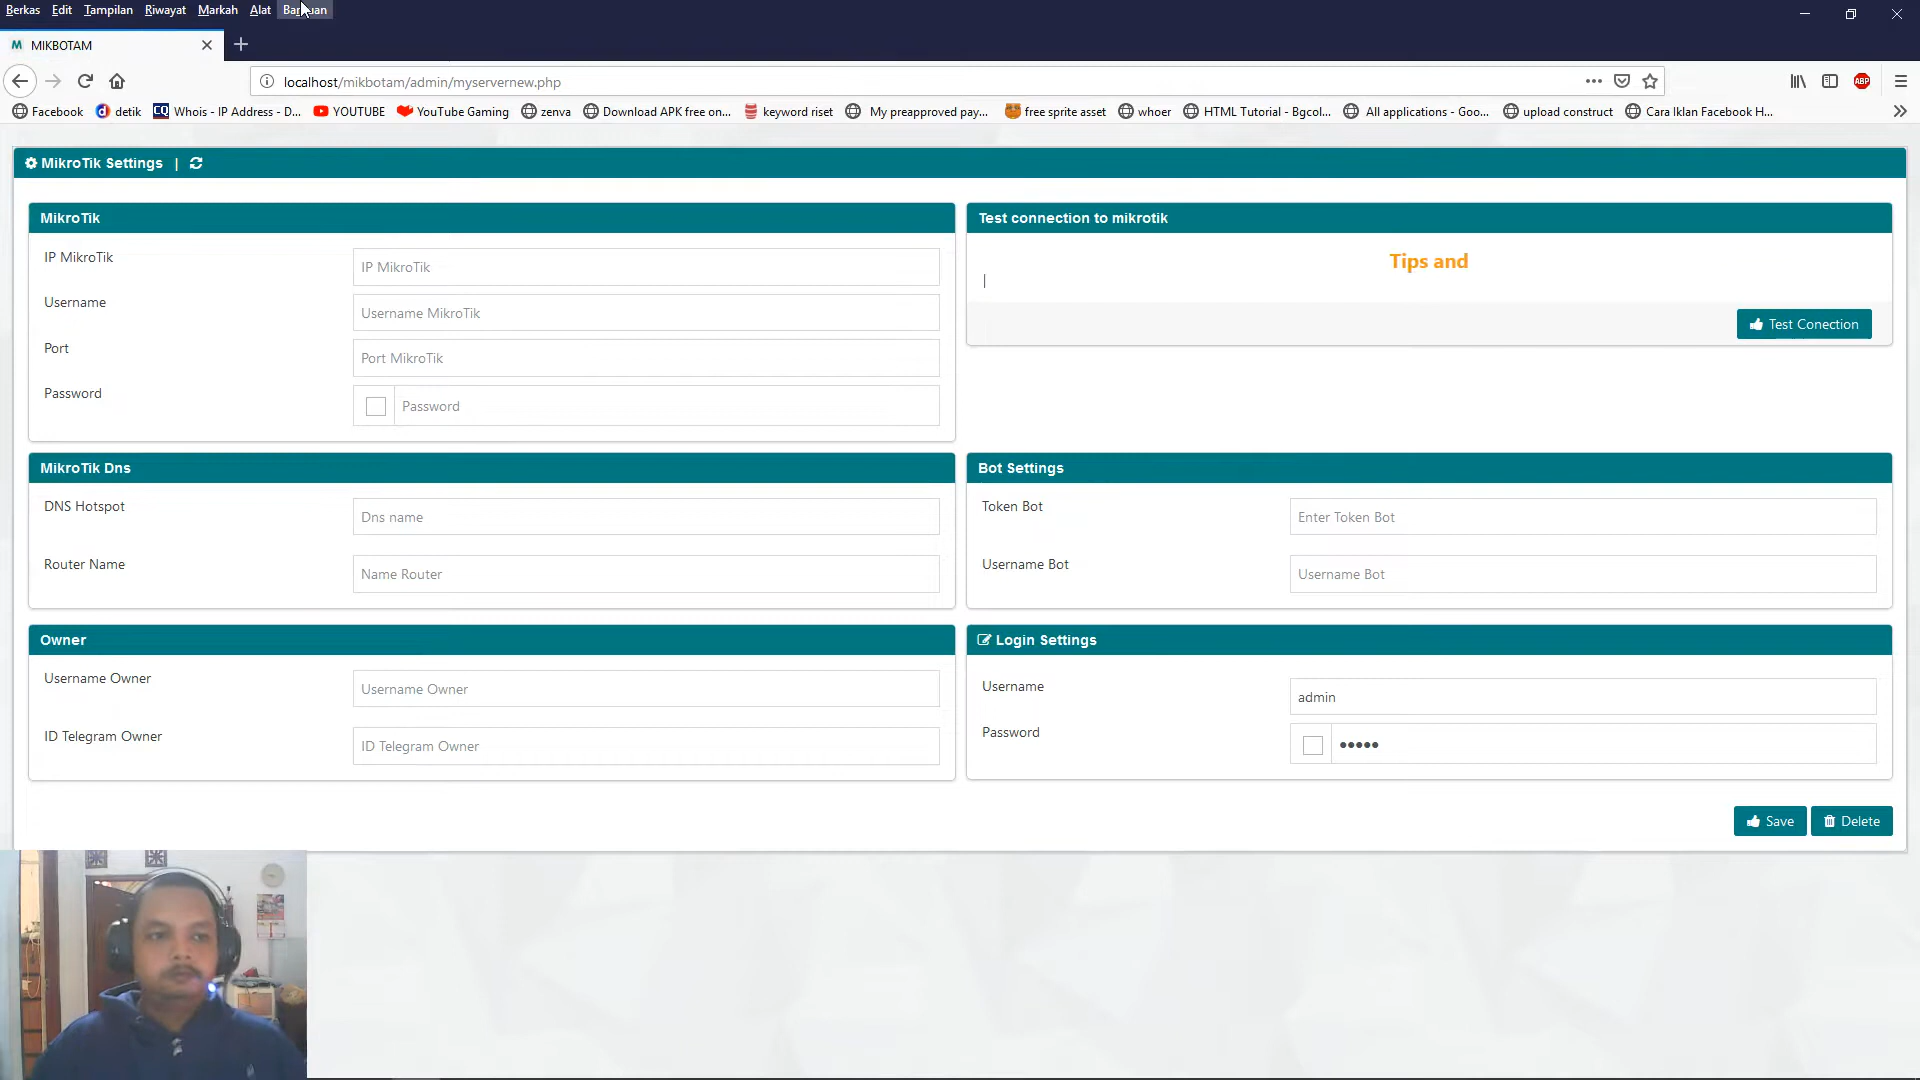 Berkas Edit Tampilan Riwayat Markah Alat Bantuan
MIKBOTAM
localhost/mikbotam/admin/myservernew.php
ABP
Facebook detik CQ Whois - IP Address - D... YOUTUBE YouTube Gaming zenva Download APK free on... keyword riset My preapproved pay... free sprite asset whoer HTML Tutorial - Bgcol... All applications - Goo... upload construct Cara Iklan Facebook H...
MikroTik Settings |
MikroTik
IP MikroTik
IP MikroTik
Username
Username MikroTik
Port
Port MikroTik
Password
Password
Test connection to mikrotik
Tips and
Test Conection
MikroTik Dns
DNS Hotspot
Dns name
Router Name
Name Router
Bot Settings
Token Bot
Enter Token Bot
Username Bot
Username Bot
Owner
Username Owner
Username Owner
ID Telegram Owner
ID Telegram Owner
Login Settings
Username
admin
Password
•••••
Save
Delete